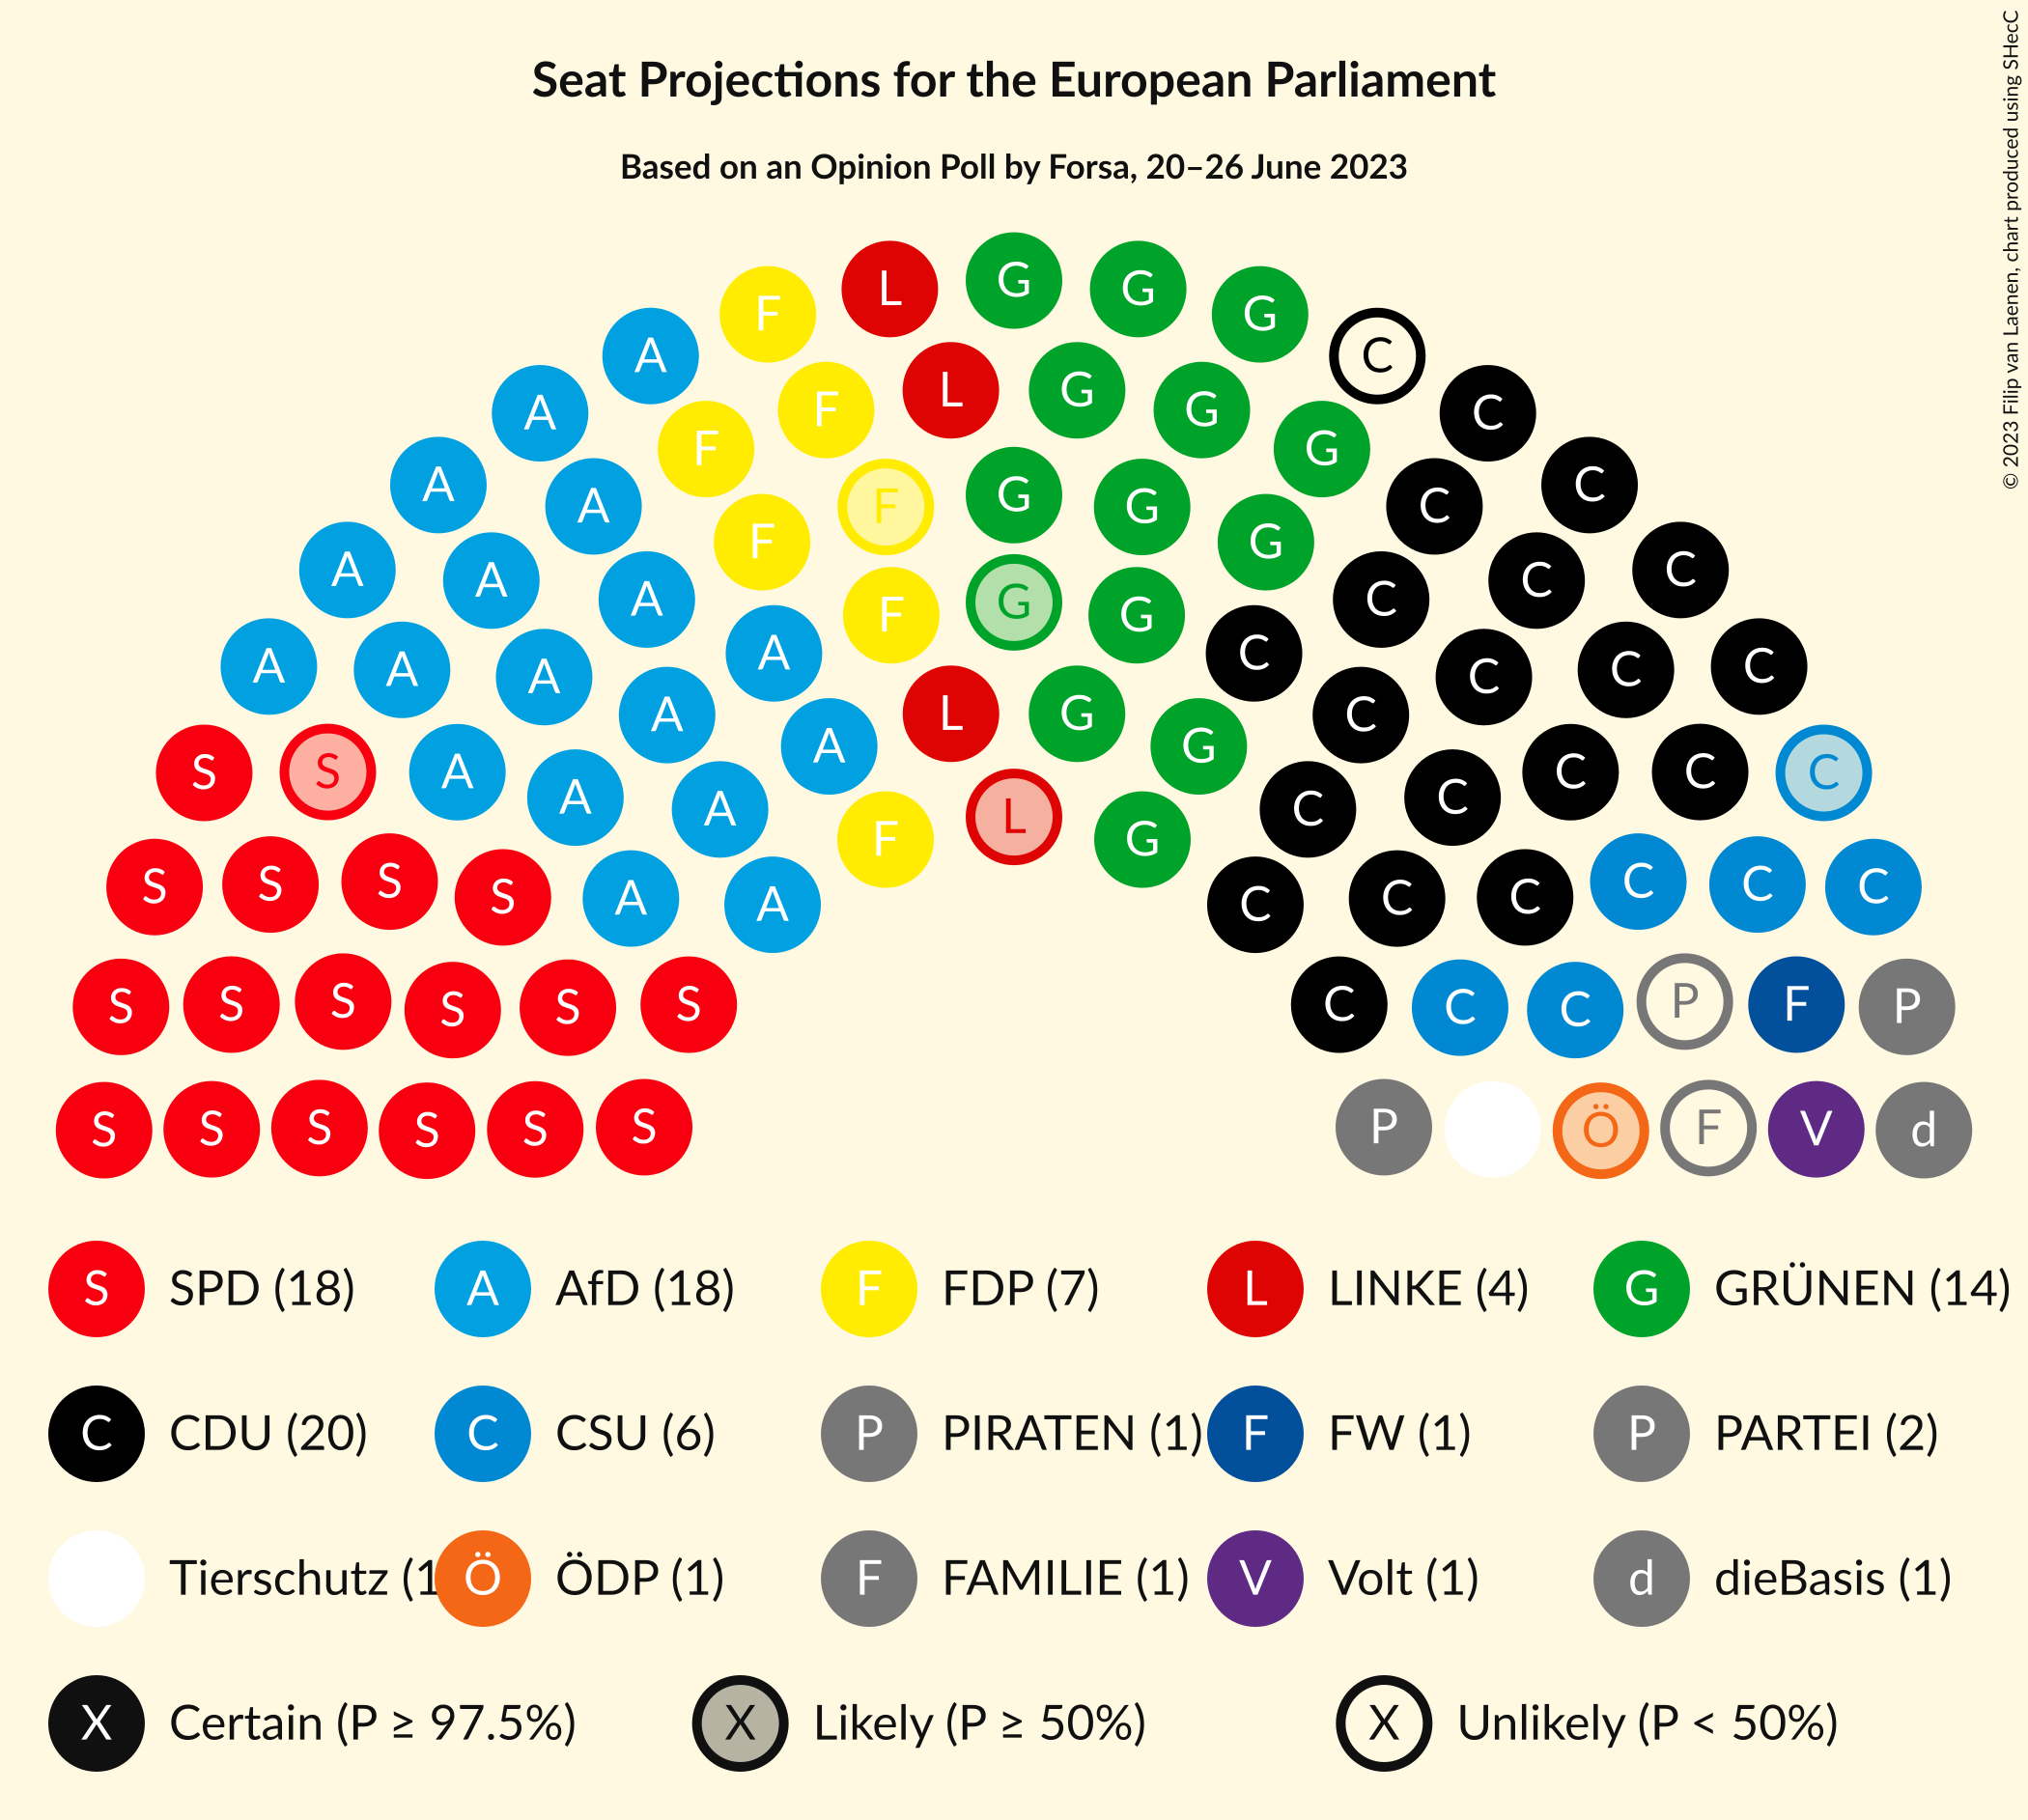 Seat Projections for the European Parliament
Based on an Opinion Poll by Forsa, 20–26 June 2023
© 2023 Filip van Laenen, chart produced using SHecC
L G G G
F C
A L G G G C
A F F C
A A F F G G G C C
A A A F F G G G C C C C
A A A A A L G G C C C C C
S S A A A A F L G C C C C C C
S S S S A A C C C C C C
S S S S S S C C C P F P
S S S S S S P Ö F V d
S SPD (18) A AfD (18) F FDP (7) L LINKE (4) G GRÜNEN (14)
C CDU (20) C CSU (6) P PIRATEN (1) F FW (1) P PARTEI (2)
Tierschutz (1 Ö ÖDP (1) F FAMILIE (1) V Volt (1) d dieBasis (1)
X Certain (P ≥ 97.5%) X Likely (P ≥ 50%) X Unlikely (P < 50%)